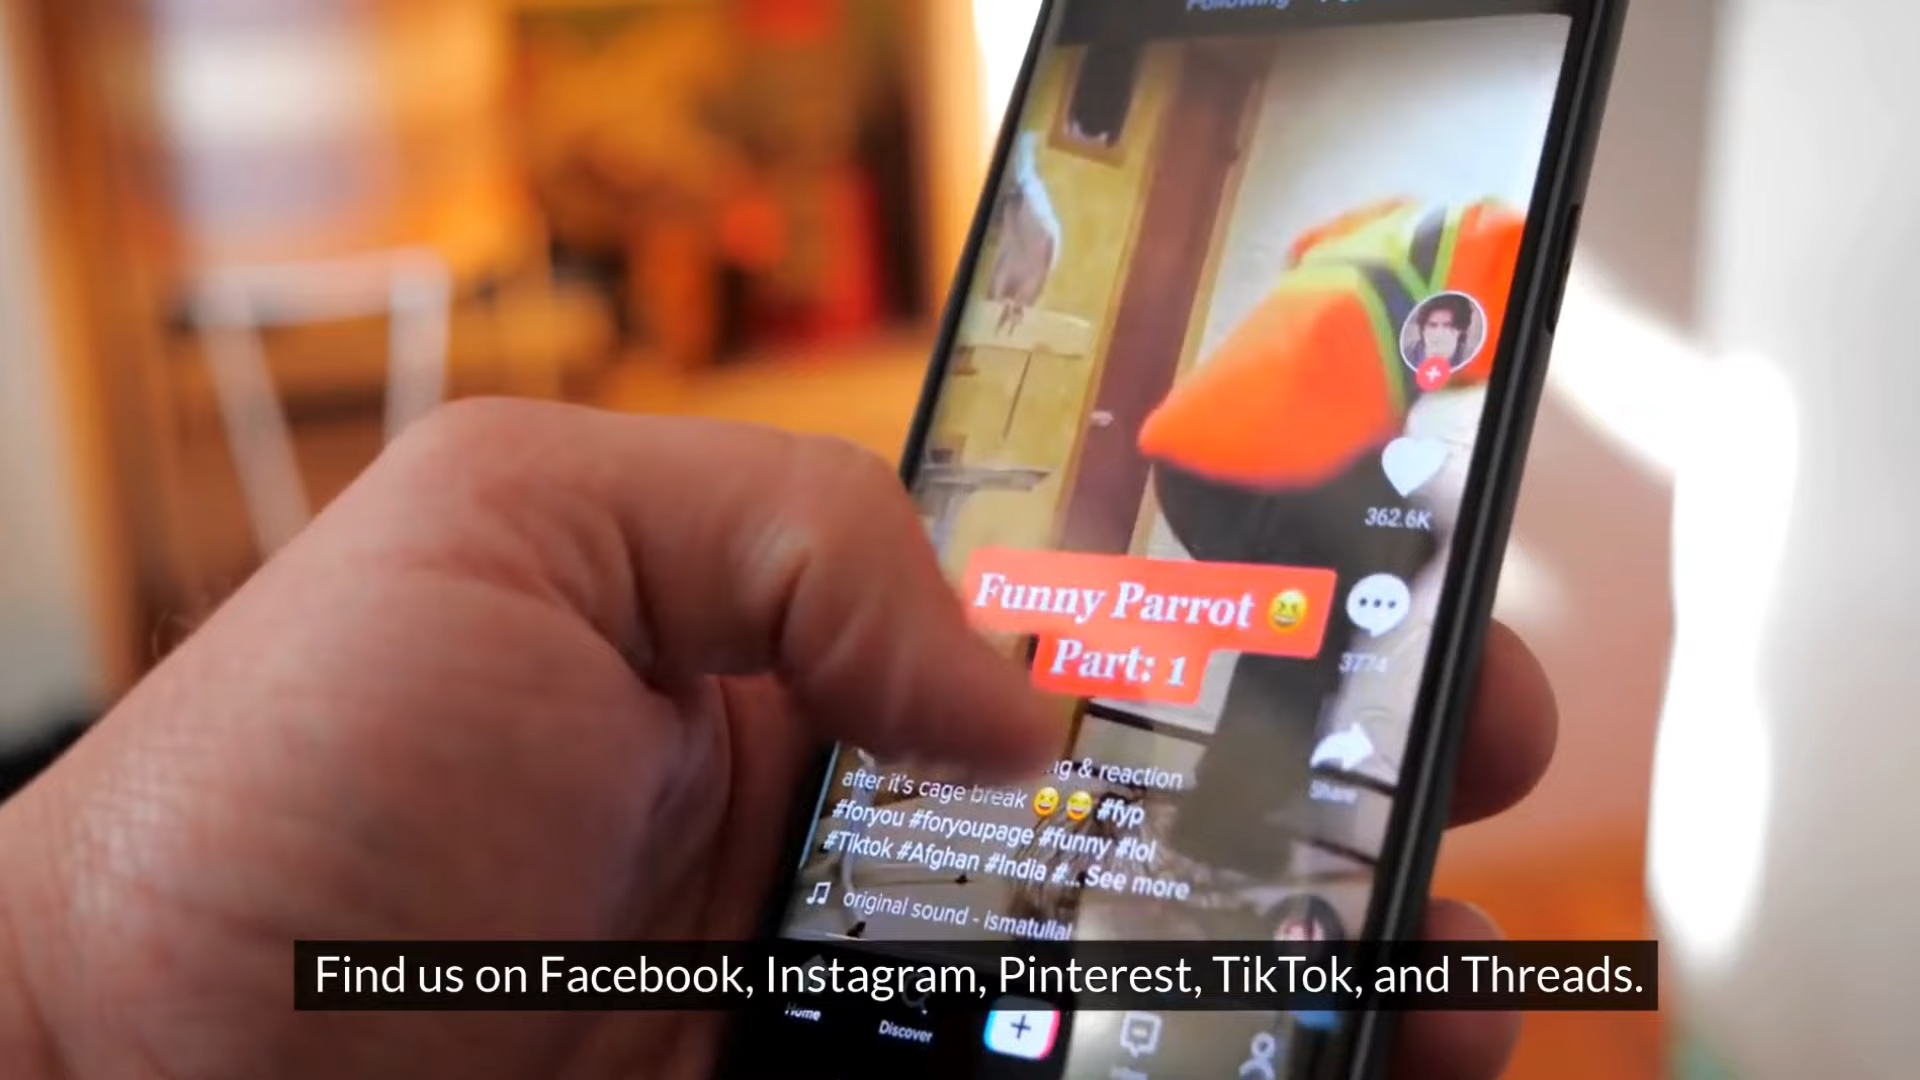 Following
362.6K
Funny Parrot 😆
Part: 1
3774
& reaction
Share
after it's cage break 😆 😂 #fyp
#foryou #foryoupage #funny #lol
#Tiktok #Afghan #India #... See more
original sound - ismatullal
Find us on Facebook, Instagram, Pinterest, TikTok, and Threads.
Home
Discover